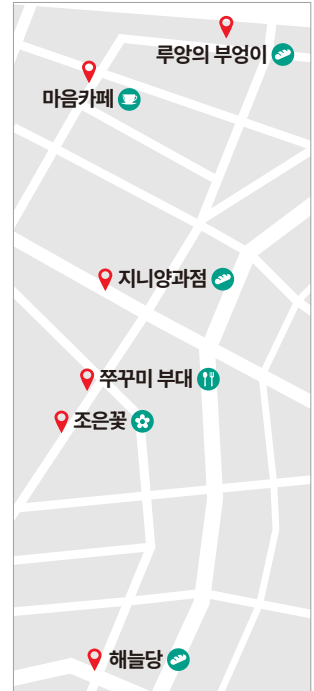 루앙의 부엉이
마음카페
지니양과점
쭈꾸미 부대
조은꽃
해늘당